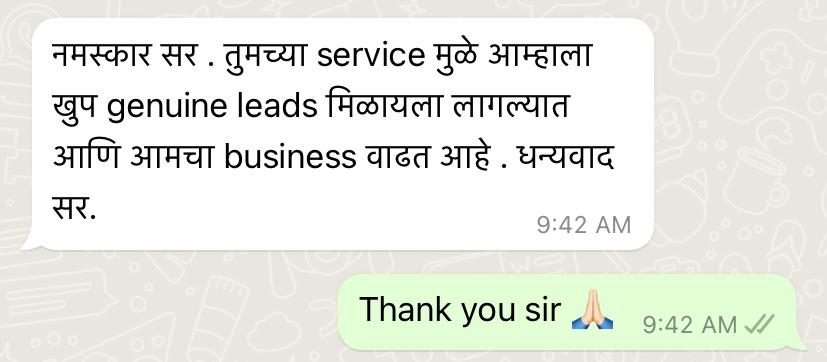 नमस्कार सर . तुमच्या service मुळे आम्हाला
खुप genuine leads मिळायला लागल्यात
आणि आमचा business वाढत आहे . धन्यवाद
सर.
9:42 AM
Thank you sir 🙏🏻
9:42 AM